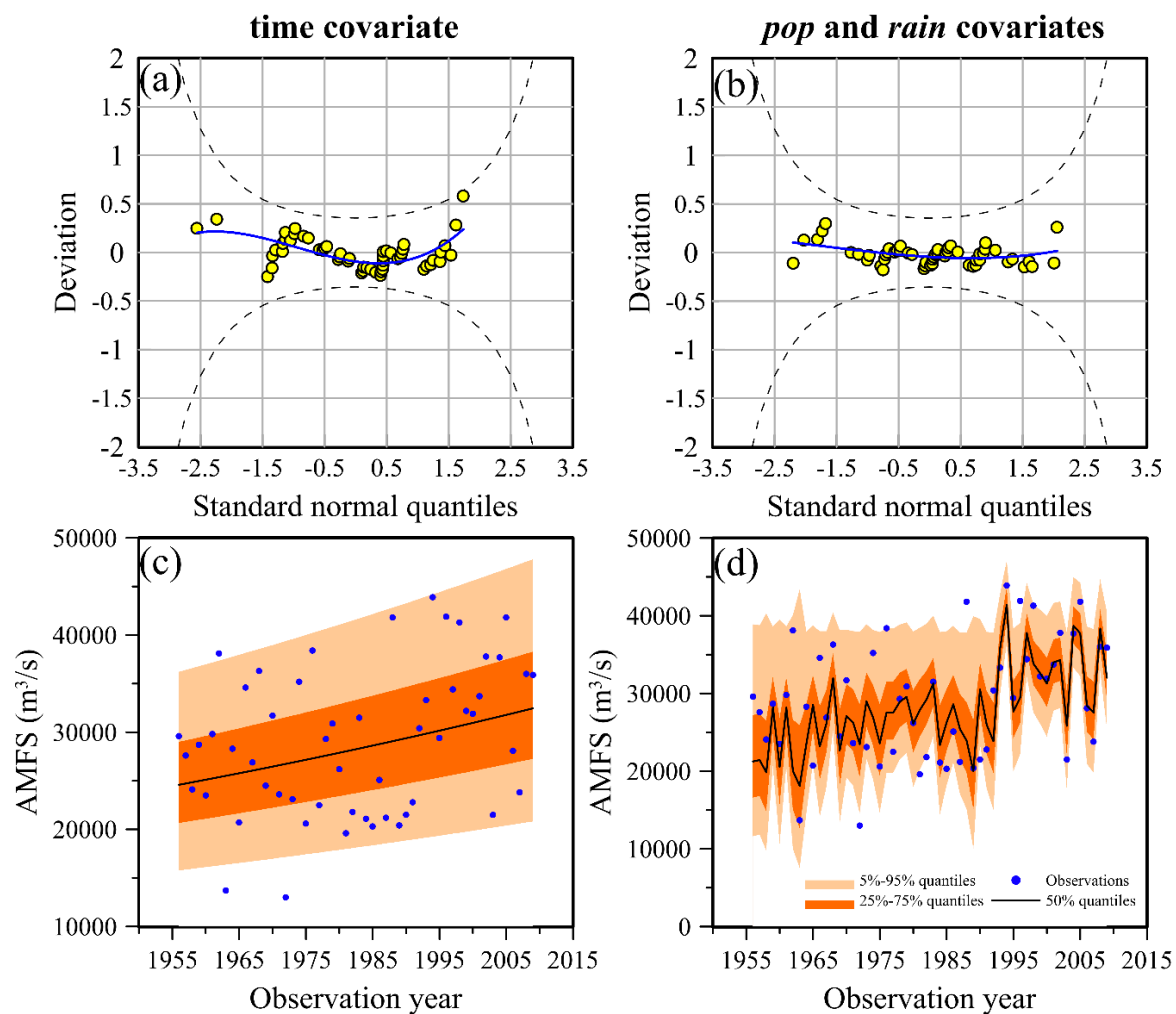 time covariate
pop and rain covariates
(a)
2
1.5
1
0.5
0
-0.5
-1
-1.5
-2
Deviation
-3.5 -2.5 -1.5 -0.5 0.5 1.5 2.5 3.5
Standard normal quantiles
(b)
2
1.5
1
0.5
0
-0.5
-1
-1.5
-2
Deviation
-3.5 -2.5 -1.5 -0.5 0.5 1.5 2.5 3.5
Standard normal quantiles
(c)
50000
40000
30000
20000
10000
AMFS (m³/s)
1955 1965 1975 1985 1995 2005 2015
Observation year
(d)
50000
40000
30000
20000
10000
0
AMFS (m³/s)
5%-95% quantiles
Observations
25%-75% quantiles
50% quantiles
1955 1965 1975 1985 1995 2005 2015
Observation year